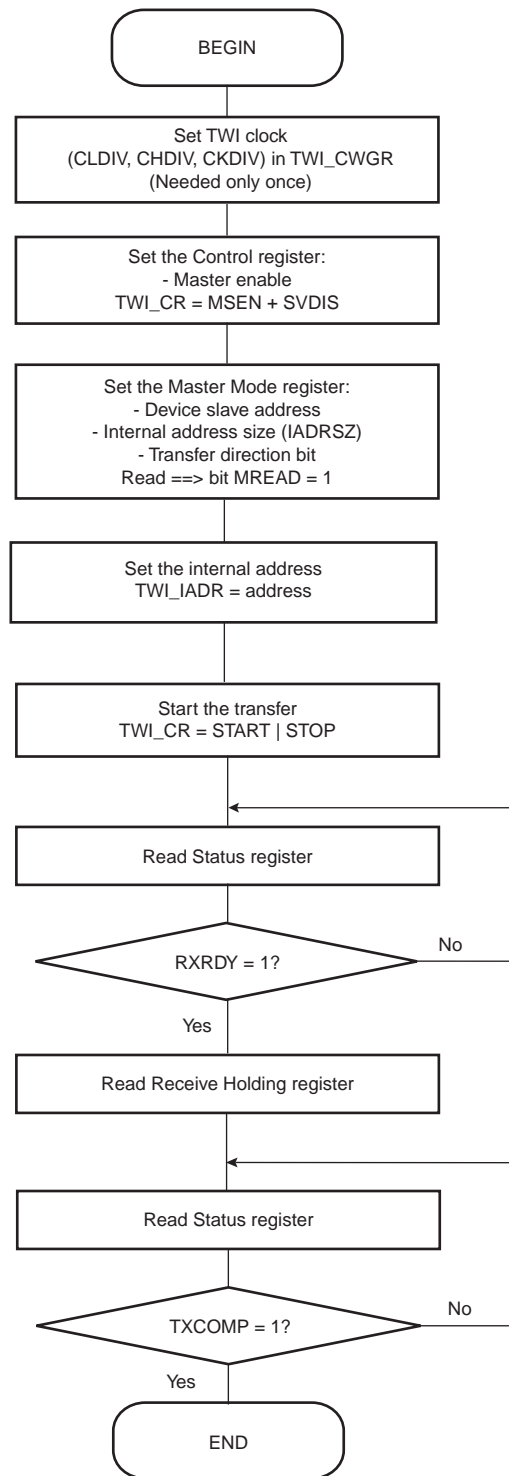 BEGIN
Set TWI clock
(CLDIV, CHDIV, CKDIV) in TWI_CWGR
(Needed only once)
Set the Control register:
- Master enable
TWI_CR = MSEN + SVDIS
Set the Master Mode register:
- Device slave address
- Internal address size (IADRSZ)
- Transfer direction bit
Read ==> bit MREAD = 1
Set the internal address
TWI_IADR = address
Start the transfer
TWI_CR = START | STOP
Read Status register
RXRDY = 1?
No
Yes
Read Receive Holding register
Read Status register
TXCOMP = 1?
No
Yes
END